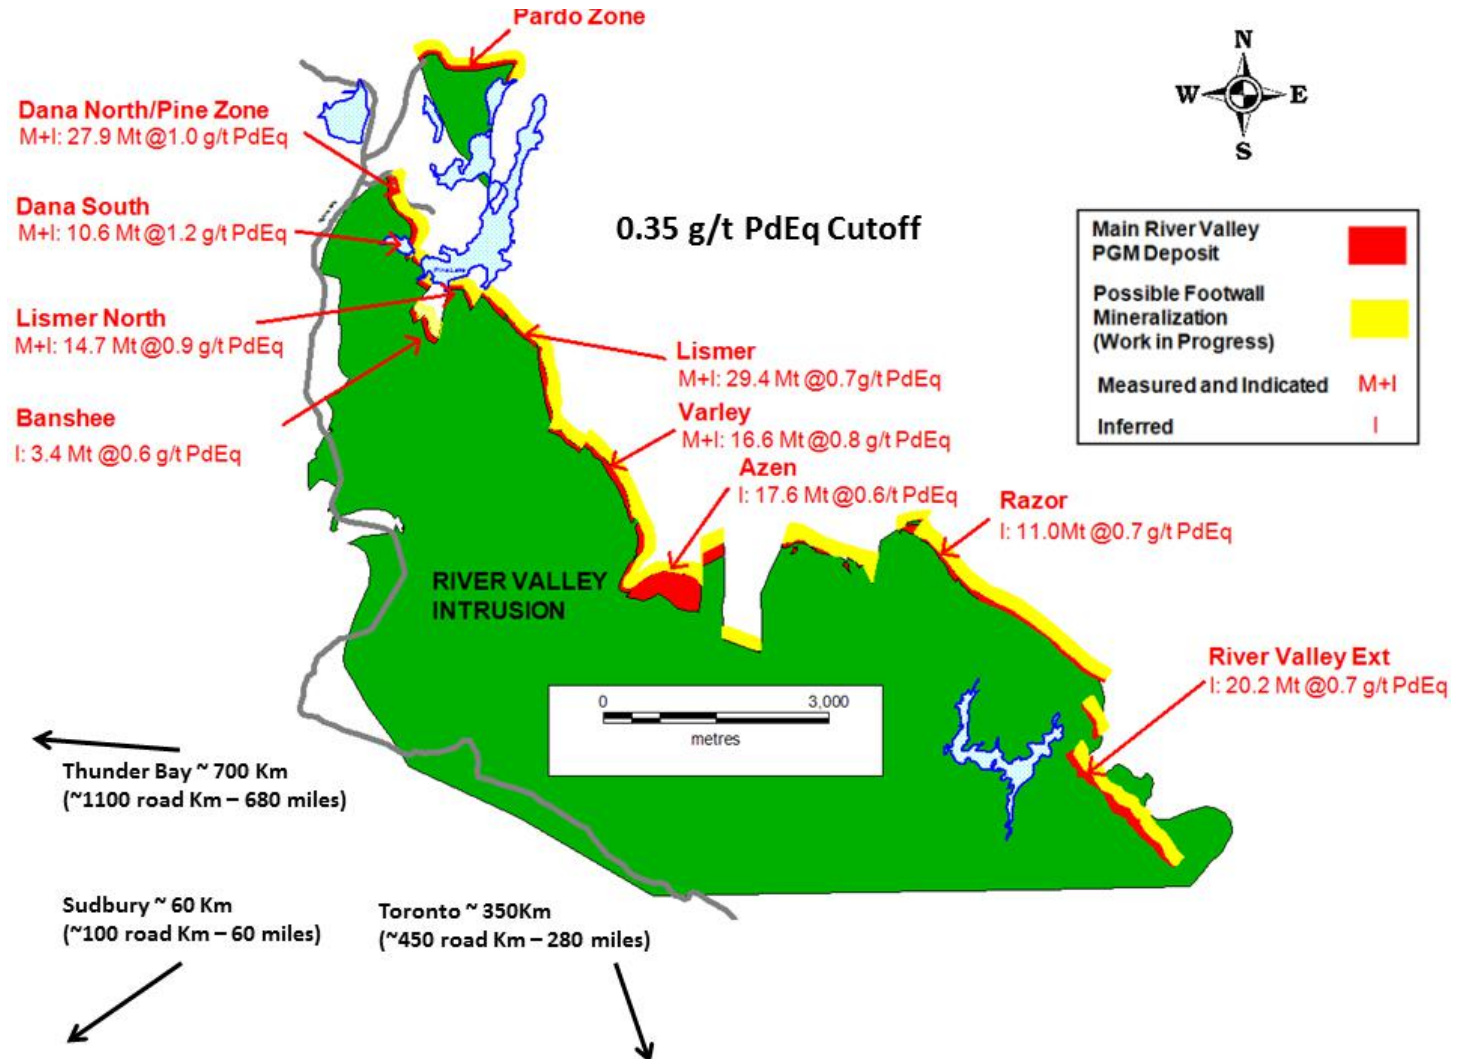 Pardo Zone
N
W
E
S
Dana North/Pine Zone
M+I: 27.9 Mt @1.0 g/t PdEq
Dana South
M+I: 10.6 Mt @1.2 g/t PdEq
0.35 g/t PdEq Cutoff
Main River Valley
PGM Deposit
Possible Footwall
Mineralization
(Work in Progress)
Measured and Indicated M+I
Inferred I
Lismer North
M+I: 14.7 Mt @0.9 g/t PdEq
Lismer
M+I: 29.4 Mt @0.7g/t PdEq
Banshee
I: 3.4 Mt @0.6 g/t PdEq
Varley
M+I: 16.6 Mt @0.8 g/t PdEq
Azen
I: 17.6 Mt @0.6/t PdEq
Razor
I: 11.0Mt @0.7 g/t PdEq
RIVER VALLEY
INTRUSION
River Valley Ext
I: 20.2 Mt @0.7 g/t PdEq
0 3,000
metres
Thunder Bay ~ 700 Km
(~1100 road Km – 680 miles)
Sudbury ~ 60 Km
(~100 road Km – 60 miles)
Toronto ~ 350Km
(~450 road Km – 280 miles)